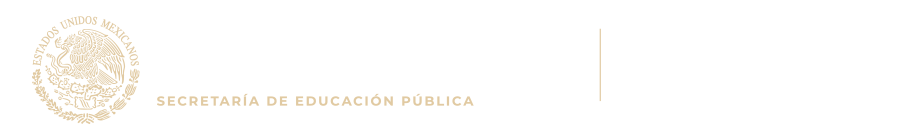 ESTADOS UNIDOS MEXICANOS
SECRETARÍA DE EDUCACIÓN PÚBLICA